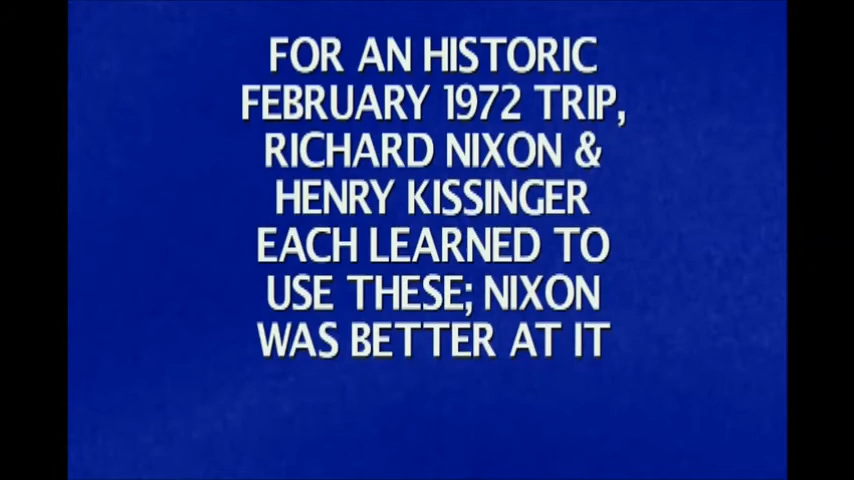 FOR AN HISTORIC
FEBRUARY 1972 TRIP,
RICHARD NIXON &
HENRY KISSINGER
EACH LEARNED TO
USE THESE; NIXON
WAS BETTER AT IT